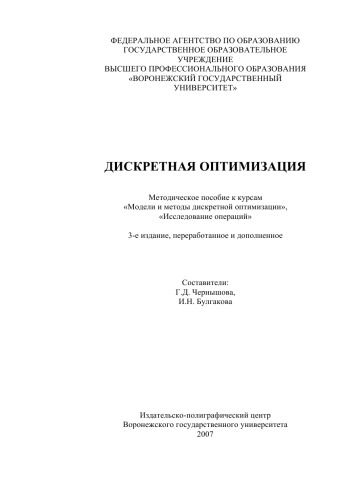 ФЕДЕРАЛЬНОЕ АГЕНТСТВО ПО ОБРАЗОВАНИЮ
ГОСУДАРСТВЕННОЕ ОБРАЗОВАТЕЛЬНОЕ
УЧРЕЖДЕНИЕ
ВЫСШЕГО ПРОФЕССИОНАЛЬНОГО ОБРАЗОВАНИЯ
«ВОРОНЕЖСКИЙ ГОСУДАРСТВЕННЫЙ
УНИВЕРСИТЕТ»
ДИСКРЕТНАЯ ОПТИМИЗАЦИЯ
Методическое пособие к курсам
«Модели и методы дискретной оптимизации»,
«Исследование операций»
3-е издание, переработанное и дополненное
Составители:
Г.Д. Чернышова,
И.Н. Булгакова
Издательско-полиграфический центр
Воронежского государственного университета
2007